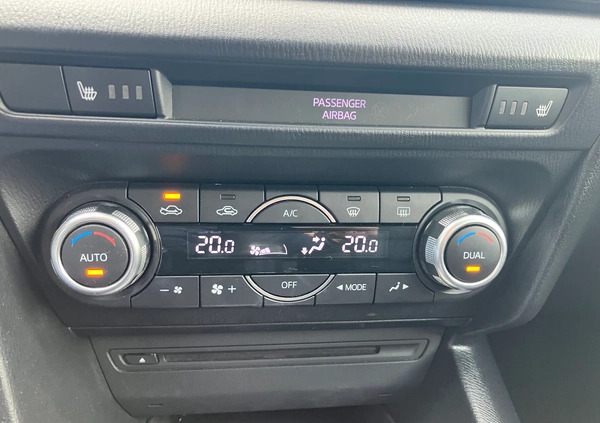 PASSENGER
AIRBAG
A/C
AUTO
20.0
20.0
DUAL
- +
OFF
◄ MODE ►